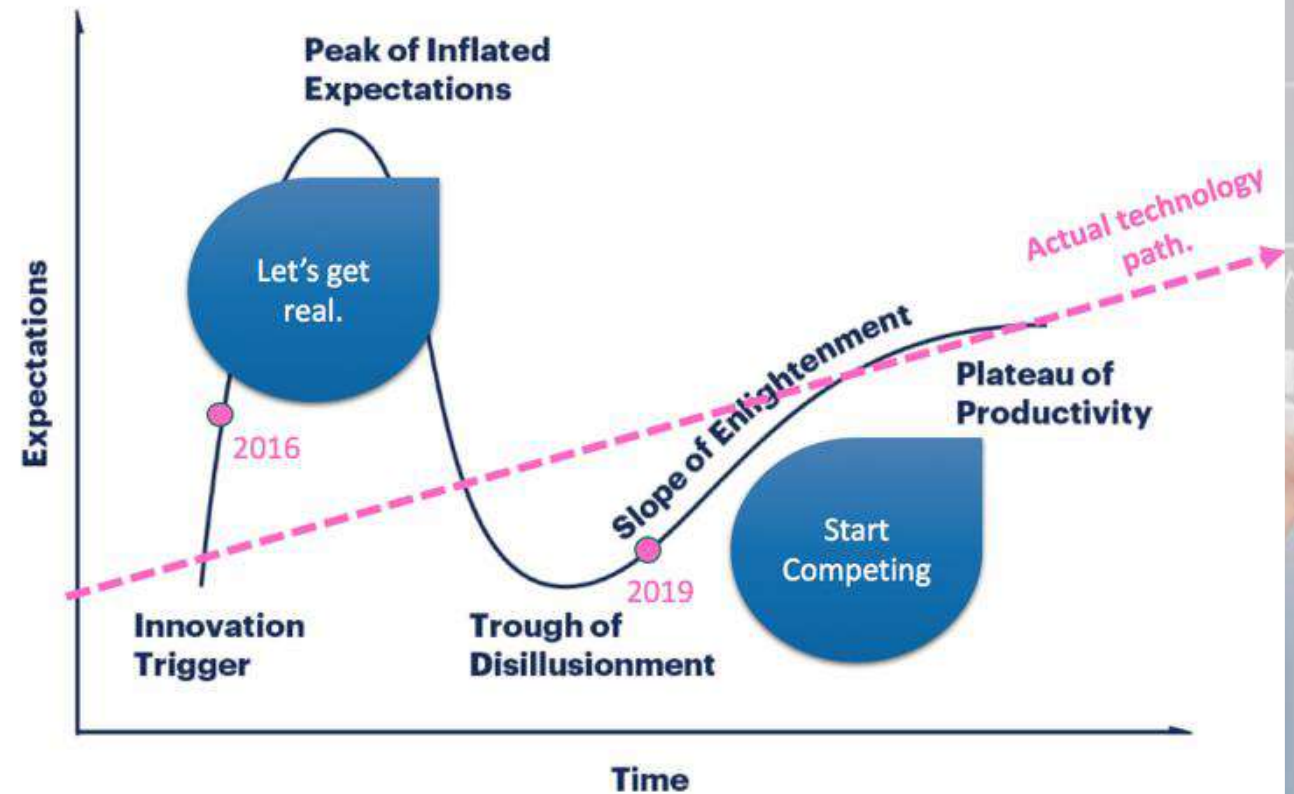 Peak of Inflated
Expectations
Let's get
real.
Actual technology
path.
Expectations
2016
Slope of Enlightenment
Plateau of
Productivity
Start
Competing
2019
Innovation
Trigger
Trough of
Disillusionment
Time